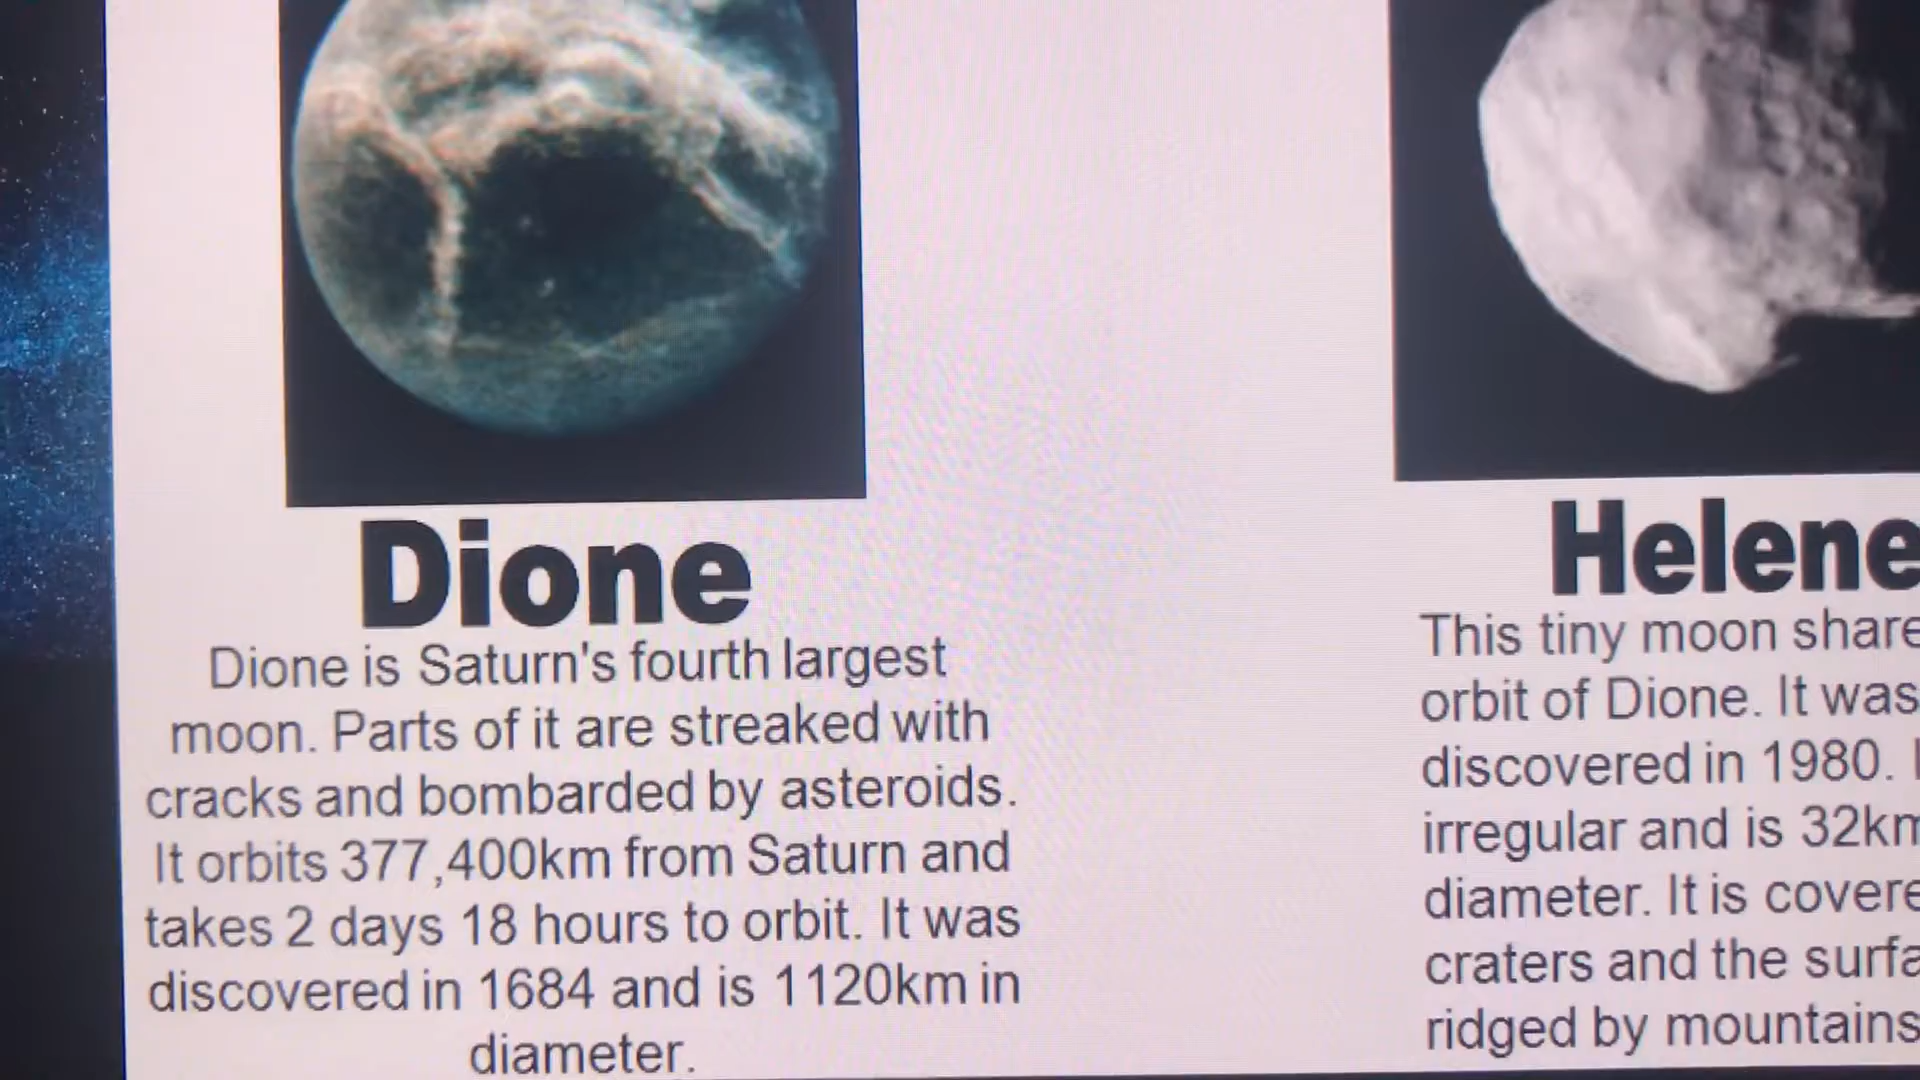 Dione
Dione is Saturn's fourth largest
moon. Parts of it are streaked with
cracks and bombarded by asteroids.
It orbits 377,400km from Saturn and
takes 2 days 18 hours to orbit. It was
discovered in 1684 and is 1120km in
diameter.
Helene
This tiny moon share
orbit of Dione. It was
discovered in 1980.
irregular and is 32km
diameter. It is covere
craters and the surfa
ridged by mountains